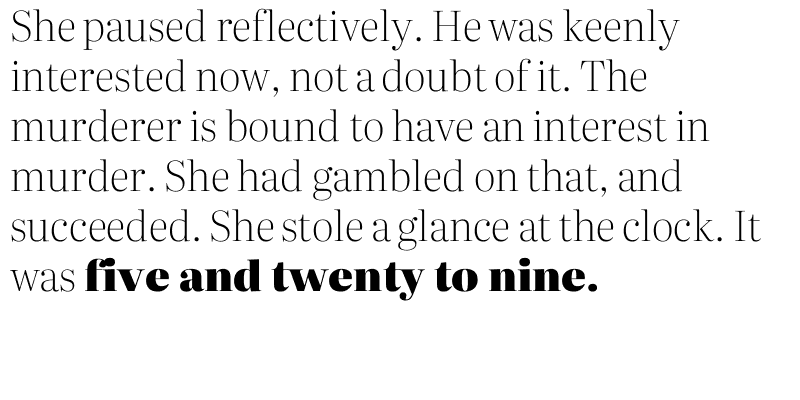 She paused reflectively. He was keenly
interested now, not a doubt of it. The
murderer is bound to have an interest in
murder. She had gambled on that, and
succeeded. She stole a glance at the clock. It
was five and twenty to nine.